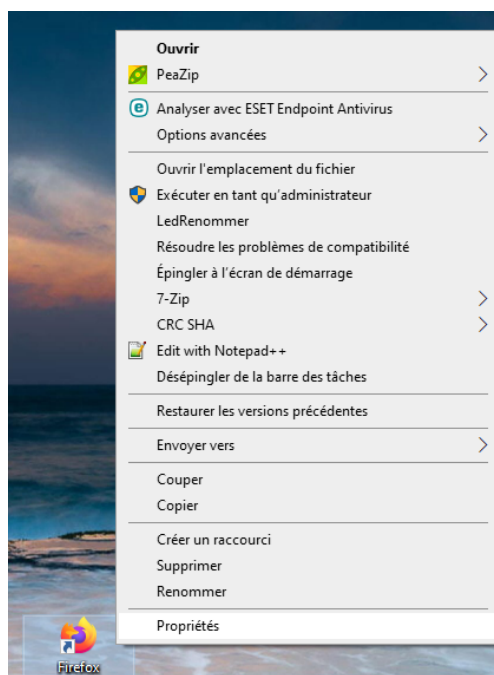 Ouvrir
PeaZip
Analyser avec ESET Endpoint Antivirus
Options avancées
Ouvrir l'emplacement du fichier
Exécuter en tant qu'administrateur
LedRenommer
Résoudre les problèmes de compatibilité
Épingler à l'écran de démarrage
7-Zip
CRC SHA
Edit with Notepad++
Désépingler de la barre des tâches
Restaurer les versions précédentes
Envoyer vers
Couper
Copier
Créer un raccourci
Supprimer
Renommer
Propriétés
Firefox